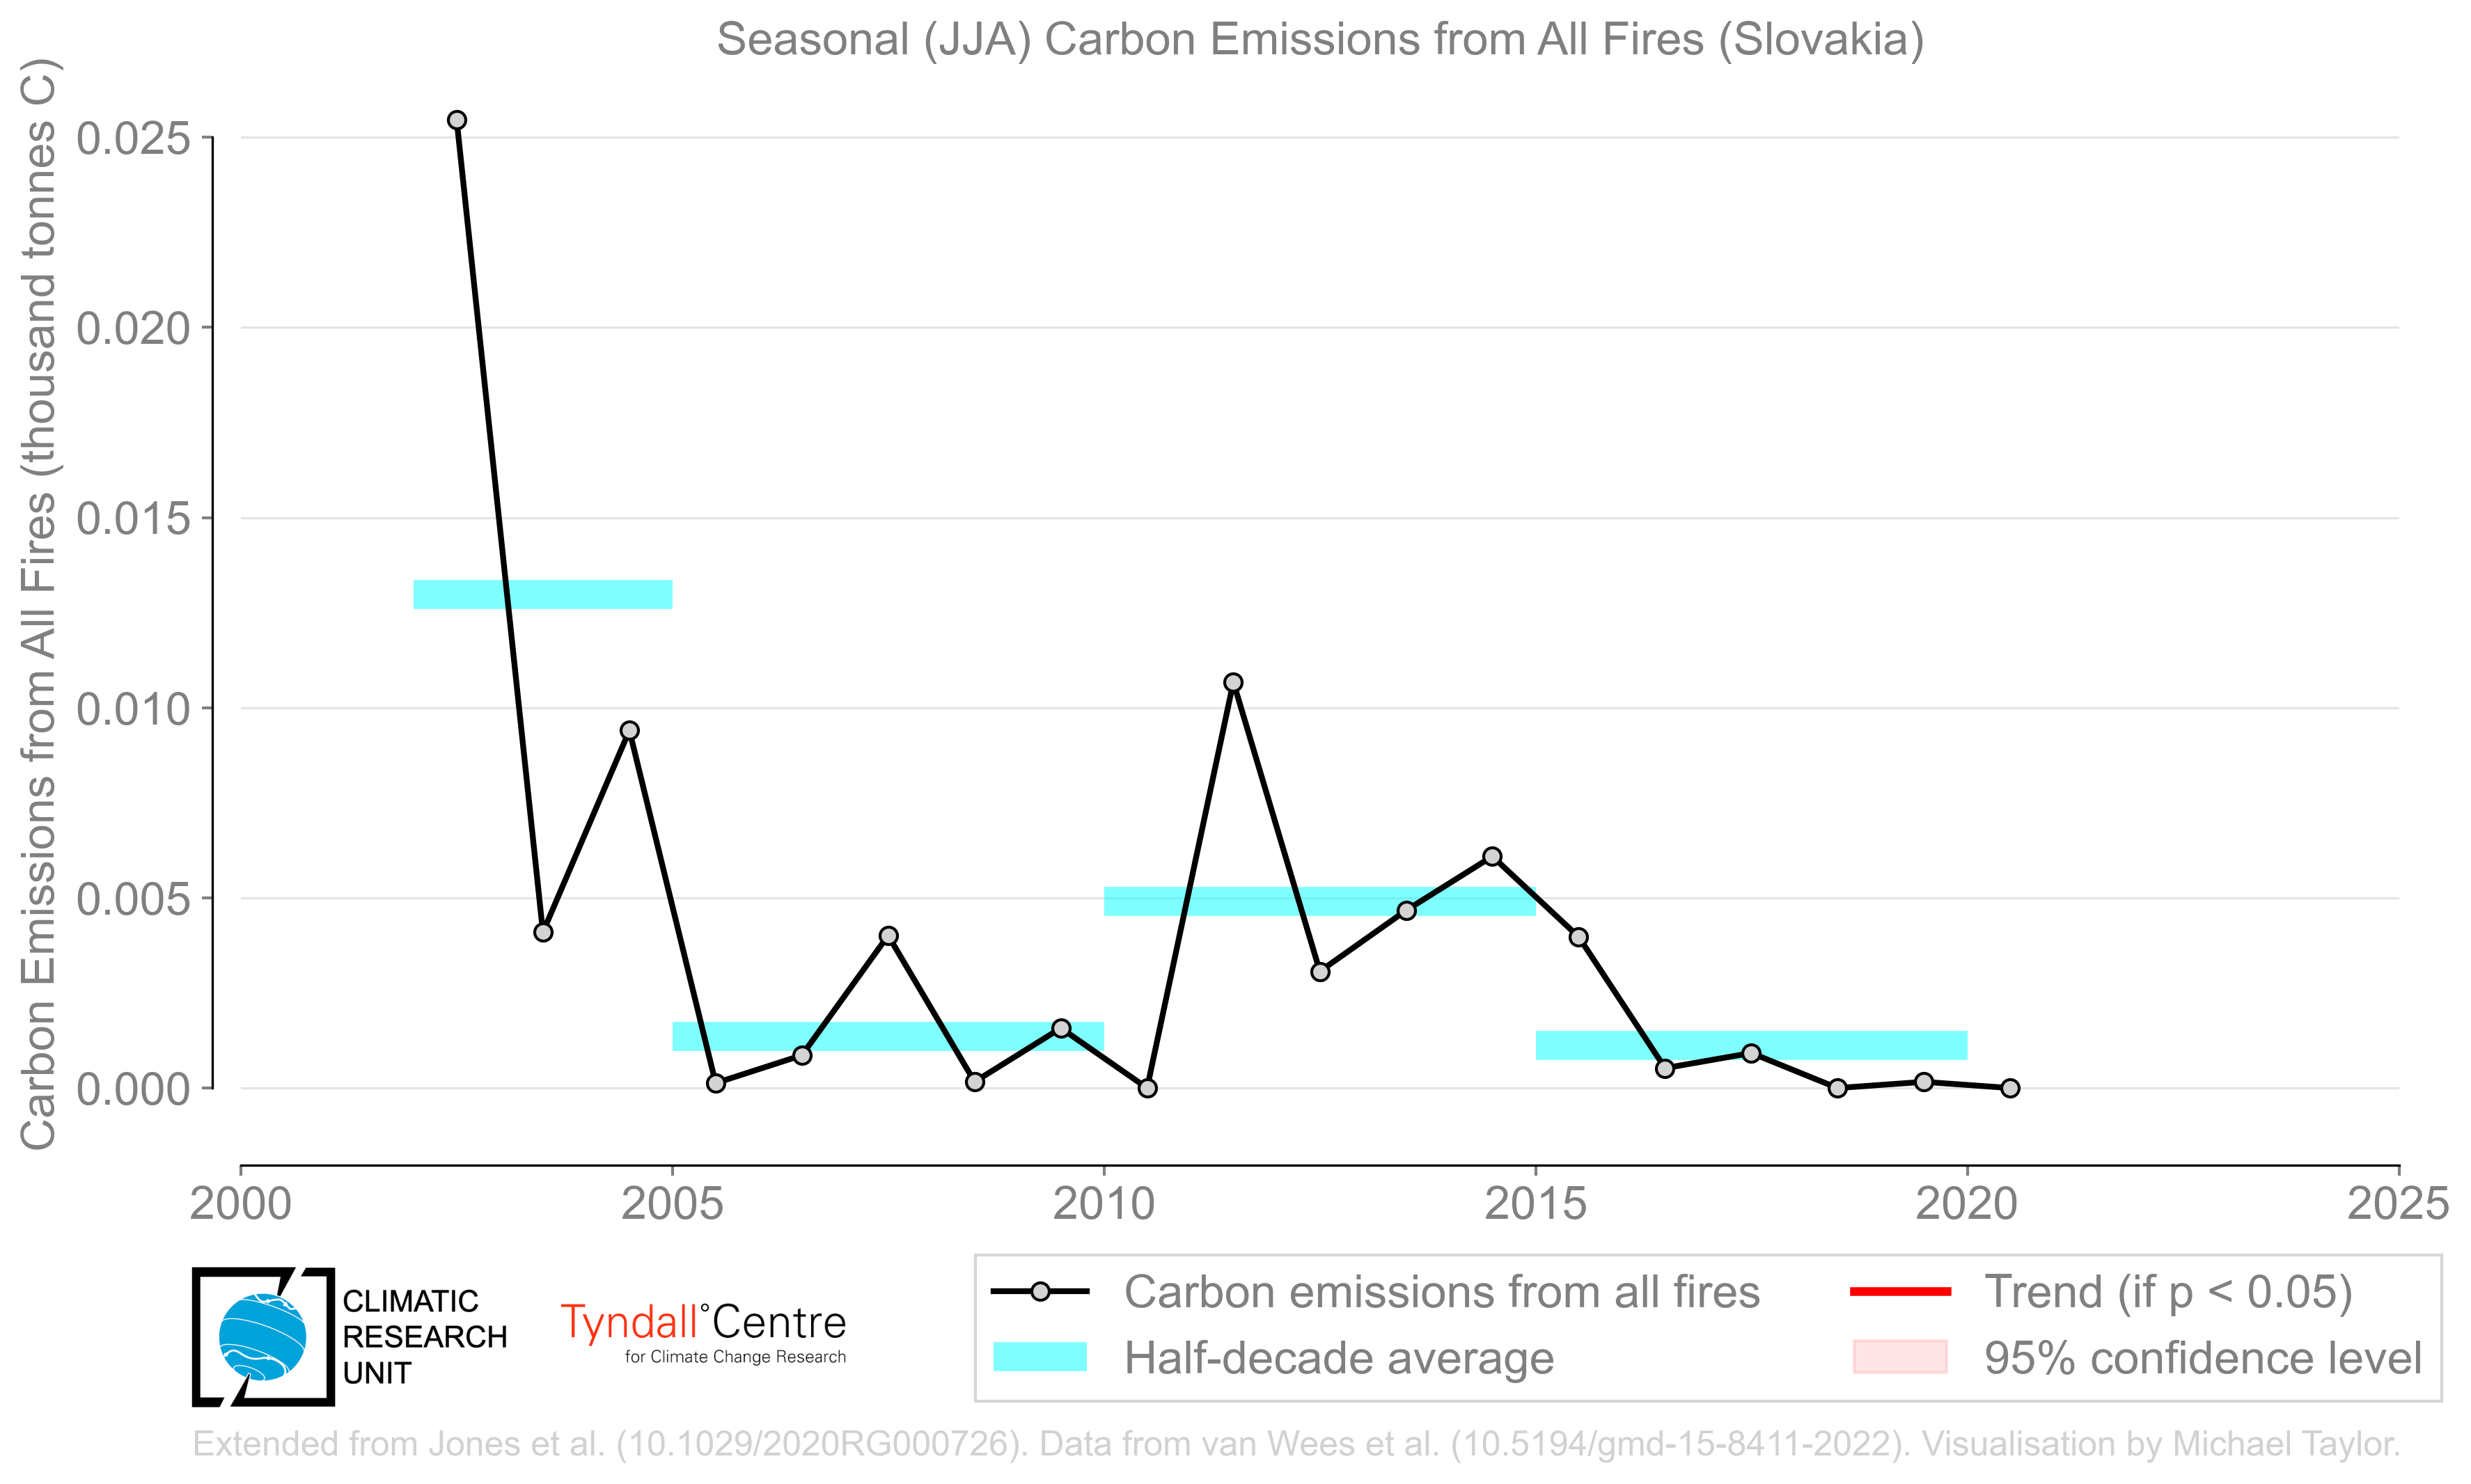 Seasonal (JJA) Carbon Emissions from All Fires (Slovakia)
Carbon Emissions from All Fires (thousand tonnes C)
0.025
0.020
0.015
0.010
0.005
0.000
2000
2005
2010
2015
2020
2025
CLIMATIC
RESEARCH
UNIT
Tyndall°Centre
for Climate Change Research
Carbon emissions from all fires
Half-decade average
Trend (if p < 0.05)
95% confidence level
Extended from Jones et al. (10.1029/2020RG000726). Data from van Wees et al. (10.5194/gmd-15-8411-2022). Visualisation by Michael Taylor.